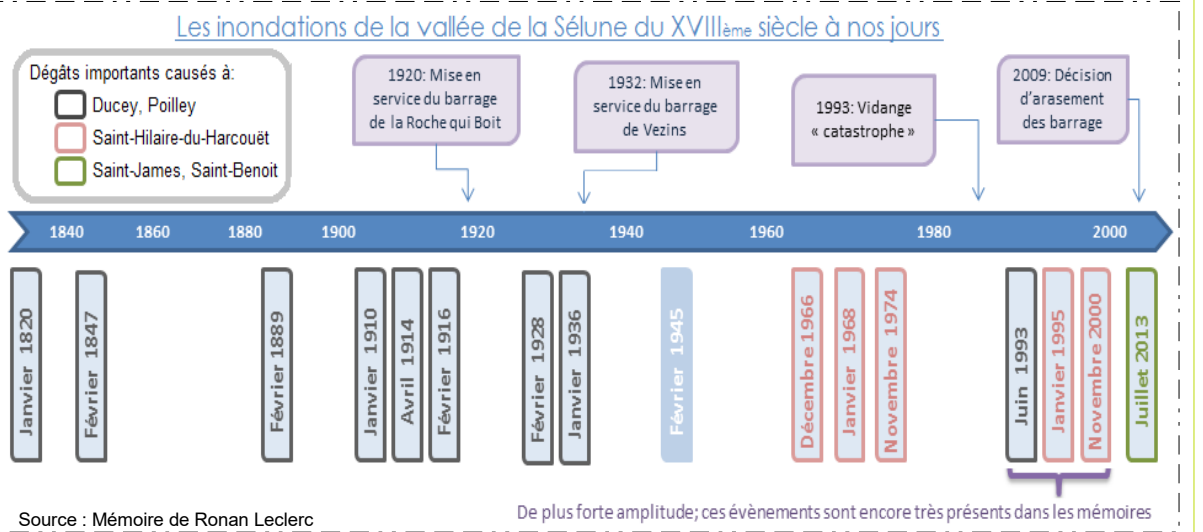 Les inondations de la vallée de la Sélune du XVIIIème siècle à nos jours
Dégâts importants causés à:
Ducey, Poilley
Saint-Hilaire-du-Harcouët
Saint-James, Saint-Benoit
1920: Mise en
service du barrage
de la Roche qui Boit
1932: Mise en
service du barrage
de Vezins
1993: Vidange
« catastrophe »
2009: Décision
d'arasement
des barrage
1840 1860 1880 1900 1920 1940 1960 1980 2000
Janvier 1820
Février 1847
Février 1889
Janvier 1910
Avril 1914
Février 1916
Février 1928
Janvier 1936
Février 1945
Décembre 1966
Janvier 1968
Novembre 1974
Juin 1993
Janvier 1995
Novembre 2000
Juillet 2013
De plus forte amplitude; ces évènements sont encore très présents dans les mémoires
Source : Mémoire de Ronan Leclerc